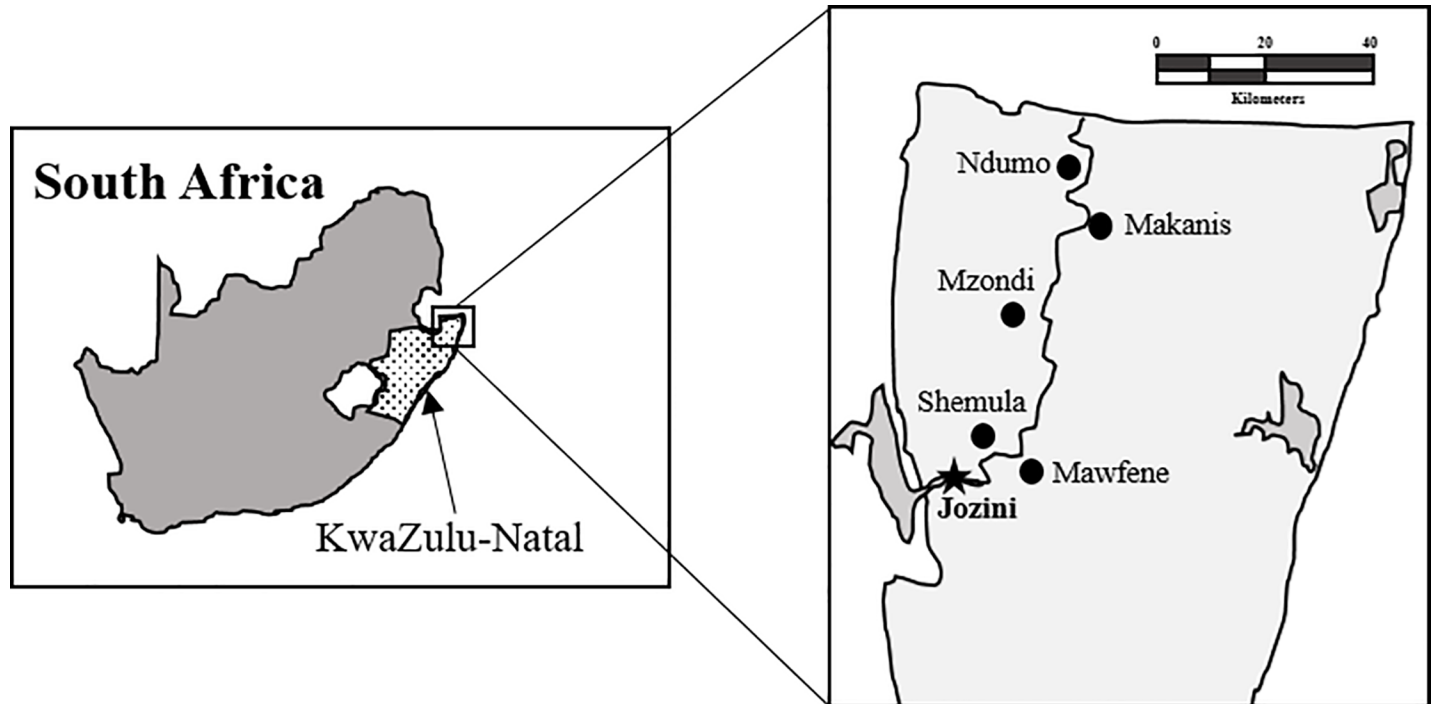 South Africa
KwaZulu-Natal
0 20 40
Kilometers
Ndumo
Makanis
Mzondi
Shemula
Mawfene
Jozini